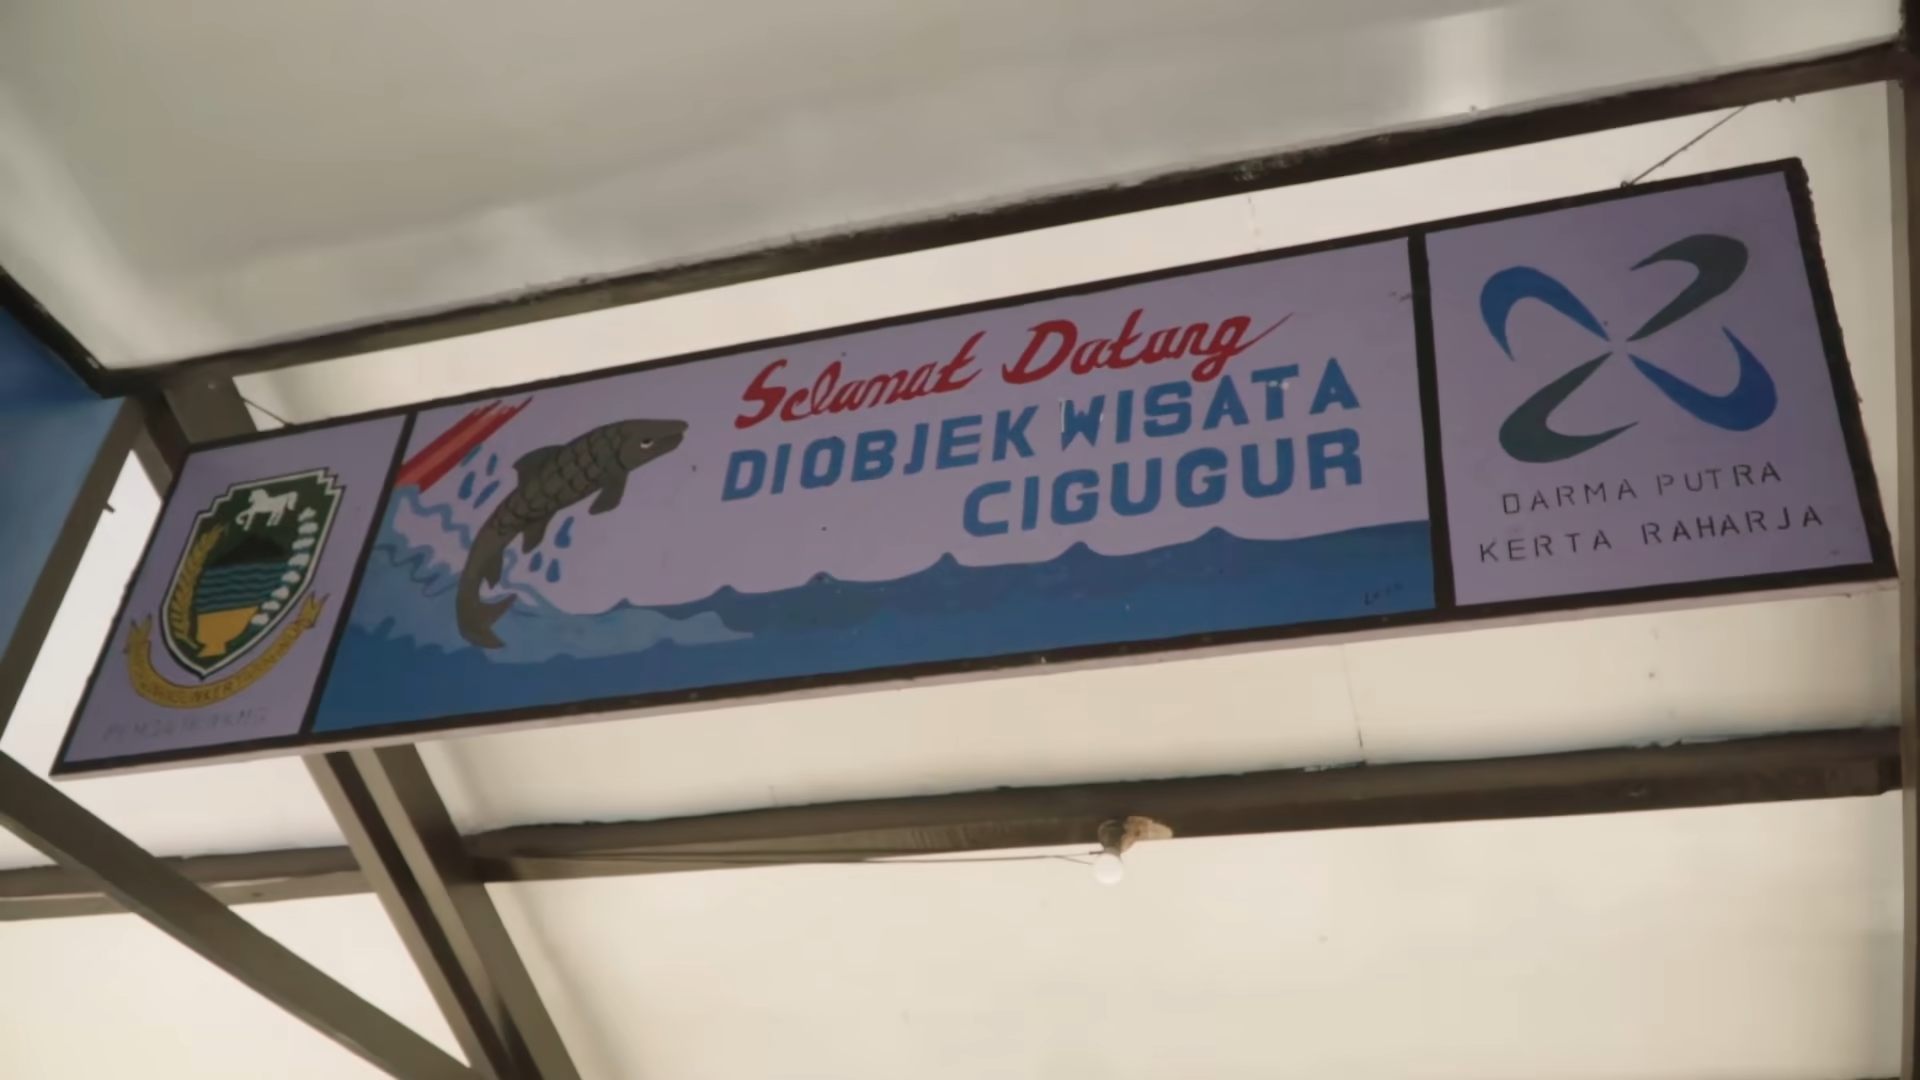 Selamat Datang
DIOBJEK WISATA
CIGUGUR
DARMA PUTRA
KERTA RAHARJA